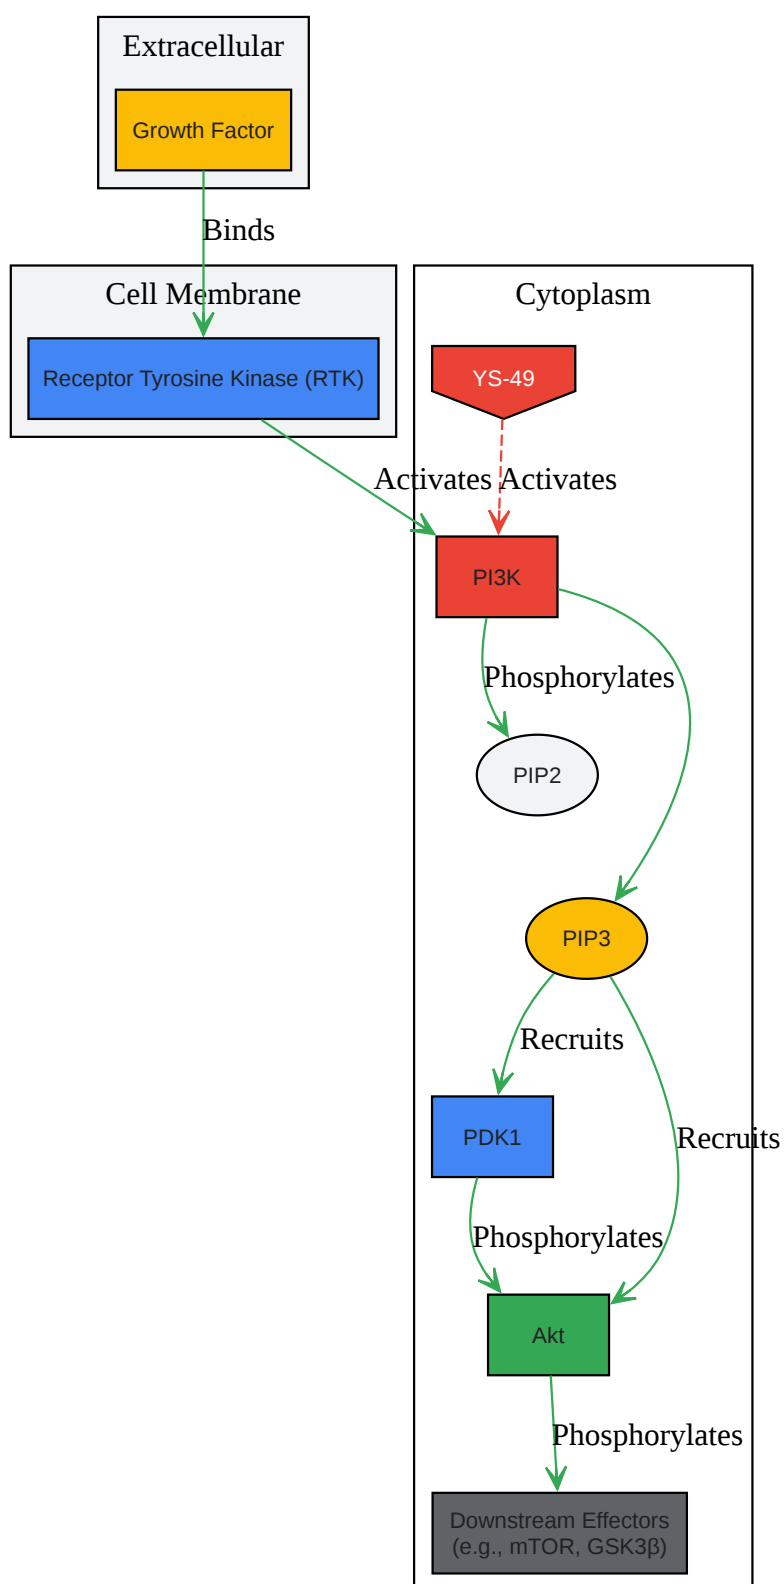 Extracellular
Growth Factor
Binds
Cell Membrane
Cytoplasm
Receptor Tyrosine Kinase (RTK)
YS-49
Activates
Activates
PI3K
Phosphorylates
PIP2
PIP3
Recruits
PDK1
Recruits
Phosphorylates
Akt
Phosphorylates
Downstream Effectors
(e.g., mTOR, GSK3β)